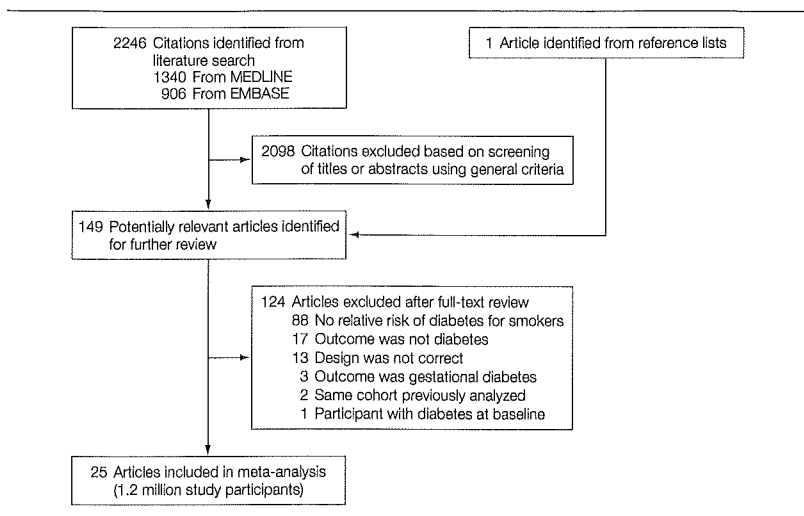 2246 Citations identified from
literature search
1340 From MEDLINE
906 From EMBASE
1 Article identified from reference lists
2098 Citations excluded based on screening
of titles or abstracts using general criteria
149 Potentially relevant articles identified
for further review
124 Articles excluded after full-text review
88 No relative risk of diabetes for smokers
17 Outcome was not diabetes
13 Design was not correct
3 Outcome was gestational diabetes
2 Same cohort previously analyzed
1 Participant with diabetes at baseline
25 Articles included in meta-analysis
(1.2 million study participants)